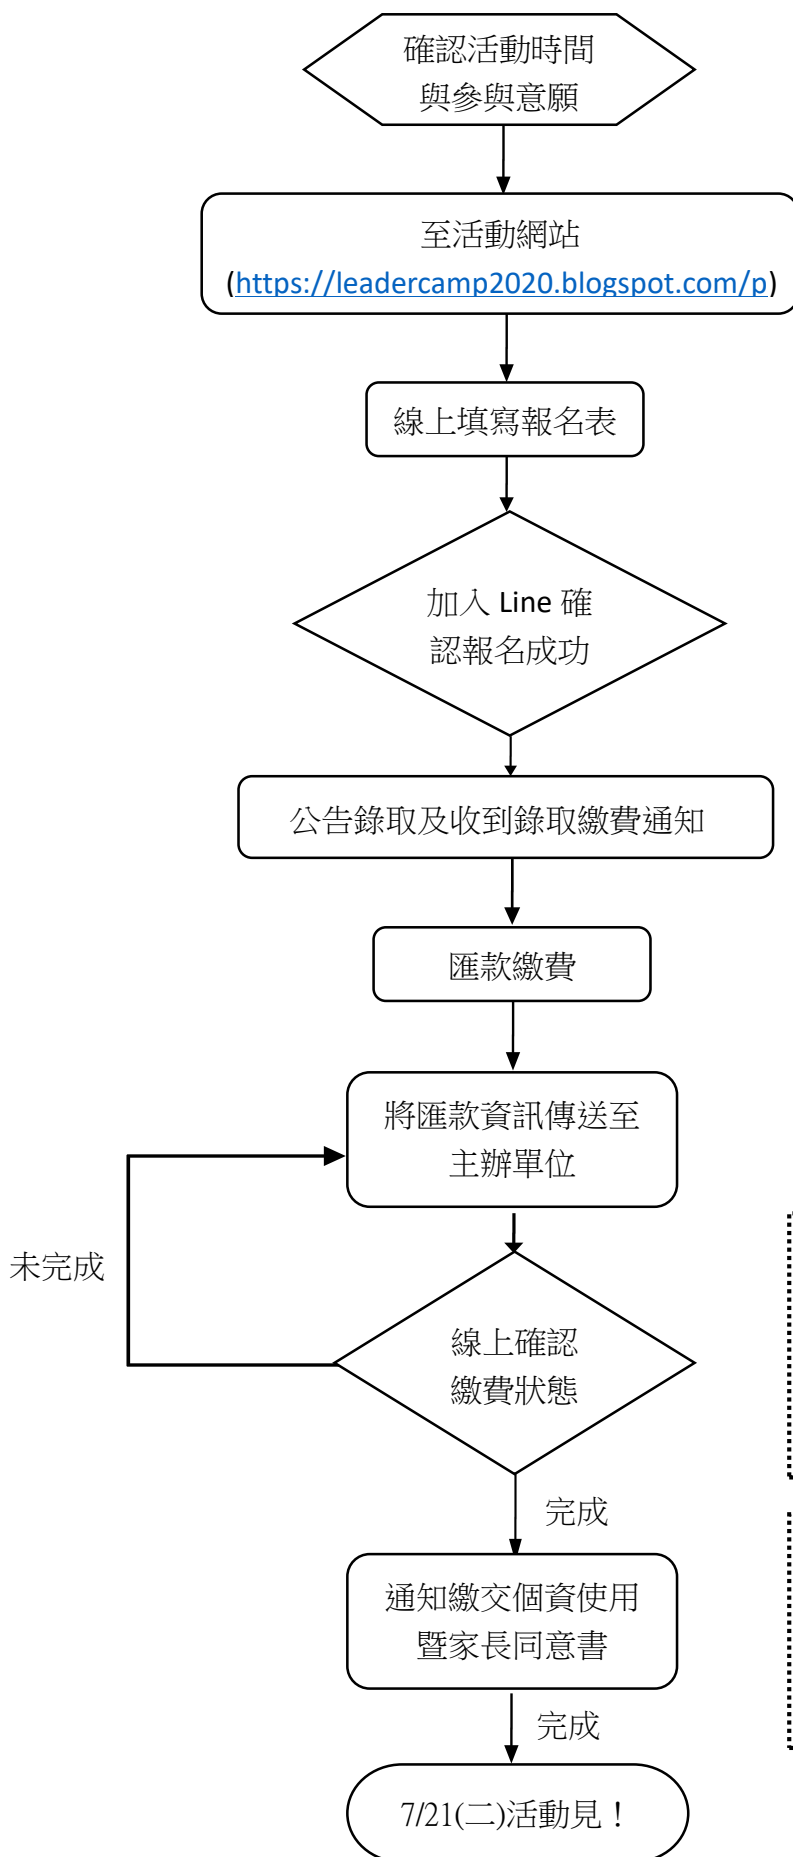 確認活動時間
與參與意願
至活動網站
(https://leadercamp2020.blogspot.com/p)
線上填寫報名表
加入 Line 確
認報名成功
公告錄取及收到錄取繳費通知
匯款繳費
將匯款資訊傳送至
主辦單位
未完成
線上確認
繳費狀態
完成
通知繳交個資使用
暨家長同意書
完成
7/21(二)活動見！